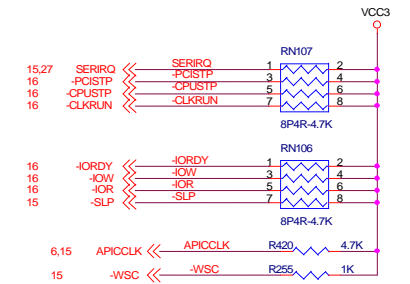 VCC3
RN107
15,27 SERIRQ SERIRQ 1 2
16 -PCISTP -PCISTP 3 4
16 -CPUSTP -CPUSTP 5 6
16 -CLKRUN -CLKRUN 7 8
8P4R-4.7K
RN106
16 -IORDY -IORDY 1 2
16 -IOW -IOW 3 4
16 -IOR -IOR 5 6
15 -SLP -SLP 7 8
8P4R-4.7K
6,15 APICCLK APICCLK R420 4.7K
15 -WSC -WSC R255 1K